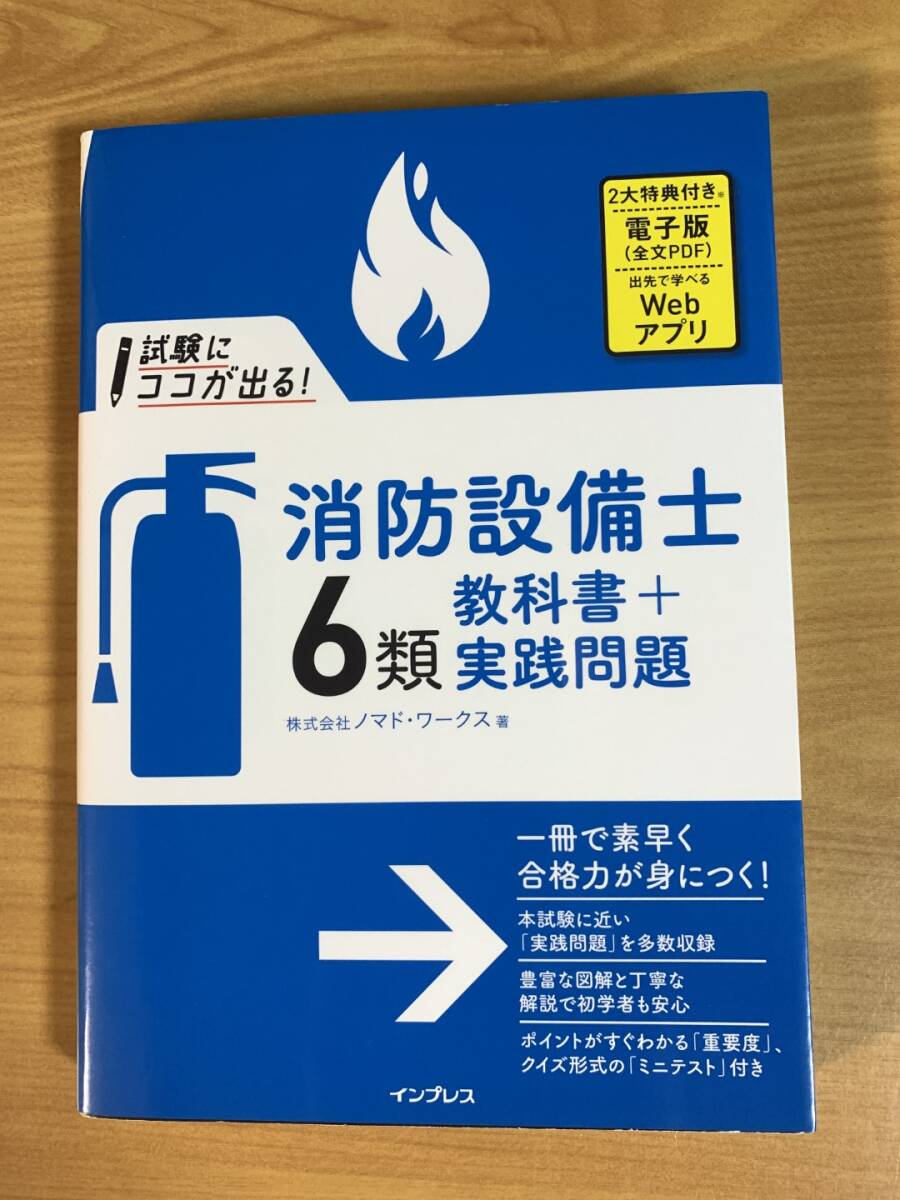 2大特典付き※
電子版
(全文PDF)
出先で学べる
Web
アプリ
試験に
ココが出る!
消防設備士
6類
教科書+
実践問題
株式会社ノマド・ワークス 著
一冊で素早く
合格力が身につく!
本試験に近い
「実践問題」を多数収録
豊富な図解と丁寧な
解説で初学者も安心
ポイントがすぐわかる「重要度」、
クイズ形式の「ミニテスト」付き
インプレス